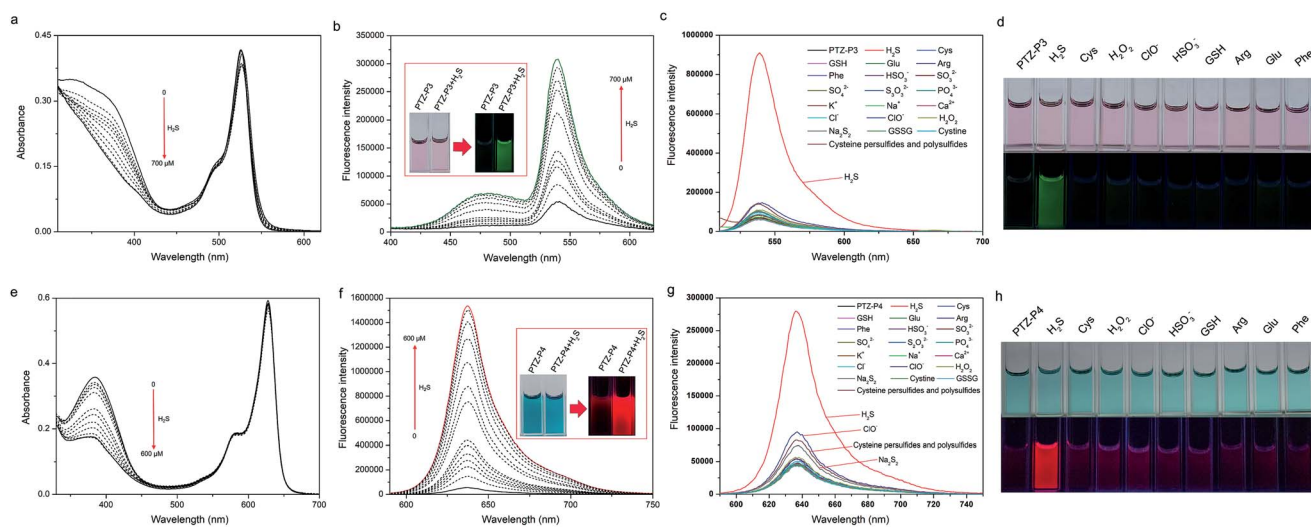 a
Absorbance
0.45
0.30
0.15
0.00
0
H₂S
700 µM
400
500
600
Wavelength (nm)
b
Fluorescence intensity
350000
300000
250000
200000
150000
100000
50000
0
PTZ-P3
PTZ-P3+H₂S
PTZ-P3
PTZ-P3+H₂S
700 µM
H₂S
0
400
450
500
550
600
Wavelength (nm)
c
Fluorescence intensity
1000000
800000
600000
400000
200000
0
PTZ-P3 H₂S Cys
GSH Glu Arg
Phe HSO₃⁻ SO₃²⁻
SO₄²⁻ S₂O₃²⁻ PO₄³⁻
K⁺ Na⁺ Ca²⁺
Cl⁻ ClO⁻ H₂O₂
Na₂S₂ GSSG Cystine
Cysteine persulfides and polysulfides
H₂S
550
600
650
700
Wavelength (nm)
d
PTZ-P3
H₂S
Cys
H₂O₂
ClO⁻
HSO₃⁻
GSH
Arg
Glu
Phe
e
Absorbance
0.6
0.4
0.2
0.0
0
H₂S
600 µM
400
500
600
700
Wavelength (nm)
f
Fluorescence intensity
1600000
1400000
1200000
1000000
800000
600000
400000
200000
0
600 µM
H₂S
0
PTZ-P4
PTZ-P4+H₂S
PTZ-P4
PTZ-P4+H₂S
600
650
700
750
Wavelength (nm)
g
Fluorescence intensity
300000
250000
200000
150000
100000
50000
0
PTZ-P4 H₂S Cys
GSH Glu Arg
Phe HSO₃⁻ SO₃²⁻
SO₄²⁻ S₂O₃²⁻ PO₄³⁻
K⁺ Na⁺ Ca²⁺
Cl⁻ ClO⁻ H₂O₂
Na₂S₂ Cystine GSSG
Cysteine persulfides and polysulfides
H₂S
ClO⁻
Cysteine persulfides and polysulfides
Na₂S₂
600
620
640
660
680
700
720
740
Wavelength (nm)
h
PTZ-P4
H₂S
Cys
H₂O₂
ClO⁻
HSO₃⁻
GSH
Arg
Glu
Phe